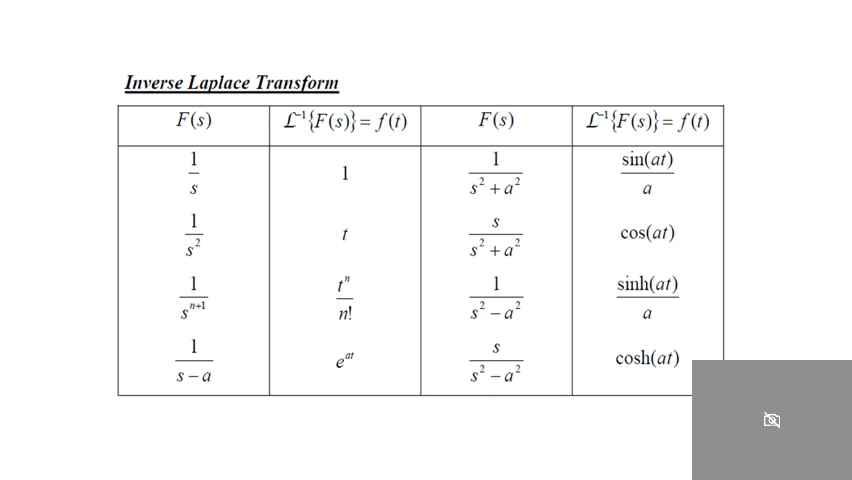 Inverse Laplace Transform
F(s) ℒ⁻¹{F(s)} = f(t) F(s) ℒ⁻¹{F(s)} = f(t)
1/s 1 1/(s² + a²) sin(at)/a
1/s² t s/(s² + a²) cos(at)
1/sⁿ⁺¹ tⁿ/n! 1/(s² − a²) sinh(at)/a
1/(s − a) eᵃᵗ s/(s² − a²) cosh(at)